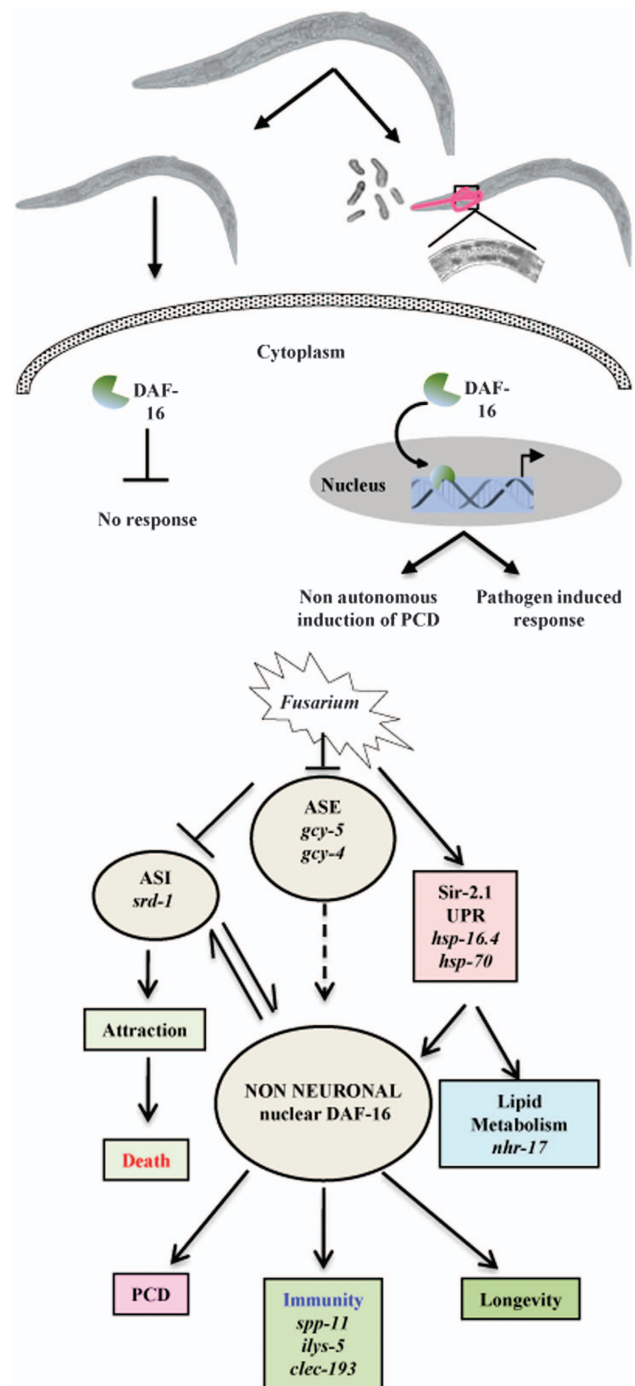 Cytoplasm
DAF-
16
No response
DAF-
16
Nucleus
Non autonomous
induction of PCD
Pathogen induced
response
Fusarium
ASE
gcy-5
gcy-4
ASI
srd-1
Sir-2.1
UPR
hsp-16.4
hsp-70
Attraction
NON NEURONAL
nuclear DAF-16
Lipid
Metabolism
nhr-17
Death
PCD
Immunity
spp-11
ilys-5
clec-193
Longevity